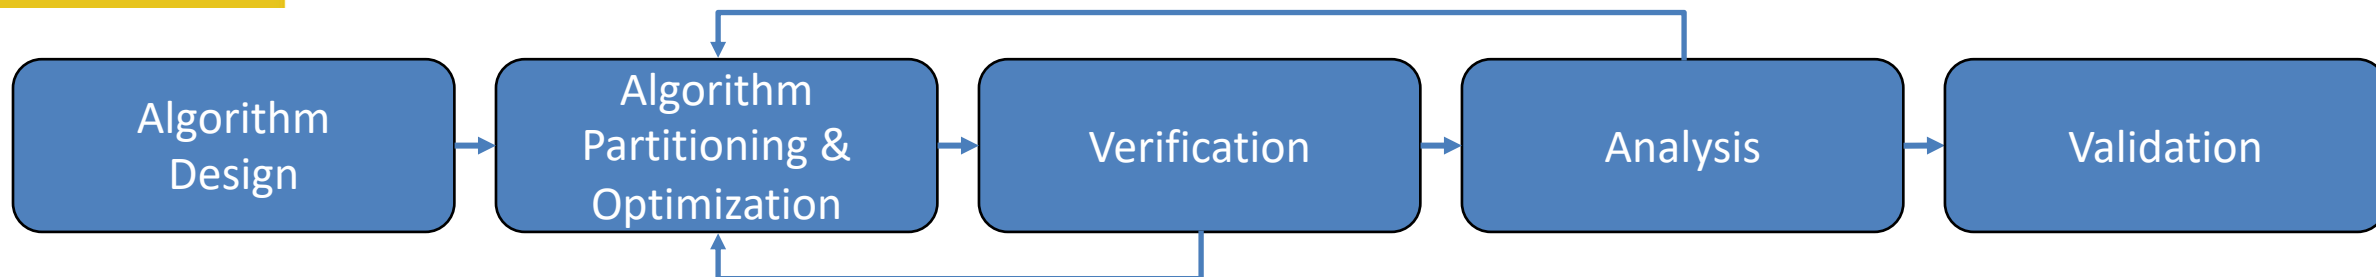 Algorithm
Design
Algorithm
Partitioning &
Optimization
Verification
Analysis
Validation